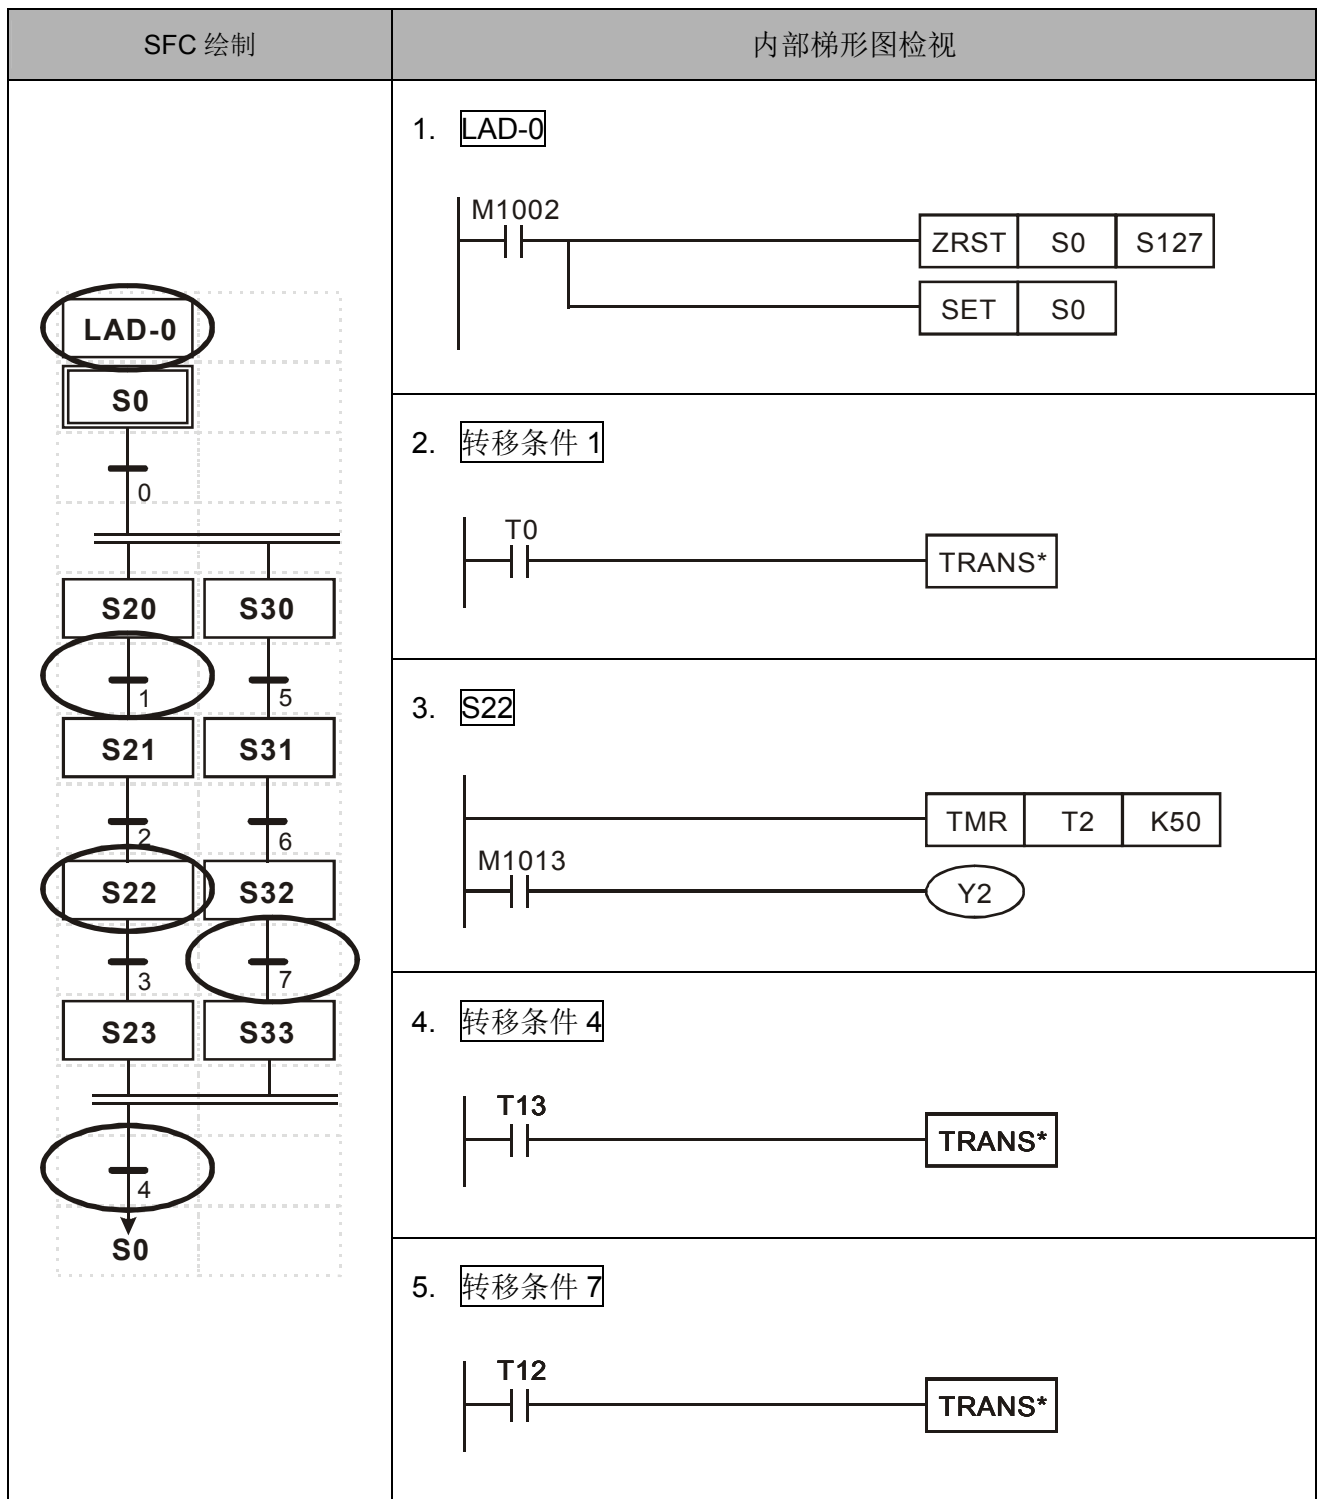 SFC 绘制
内部梯形图检视
LAD-0
S0
0
S20 S30
1 5
S21 S31
2 6
S22 S32
3 7
S23 S33
4
S0
1. LAD-0
M1002
ZRST S0 S127
SET S0
2. 转移条件 1
T0
TRANS*
3. S22
TMR T2 K50
M1013
Y2
4. 转移条件 4
T13
TRANS*
5. 转移条件 7
T12
TRANS*